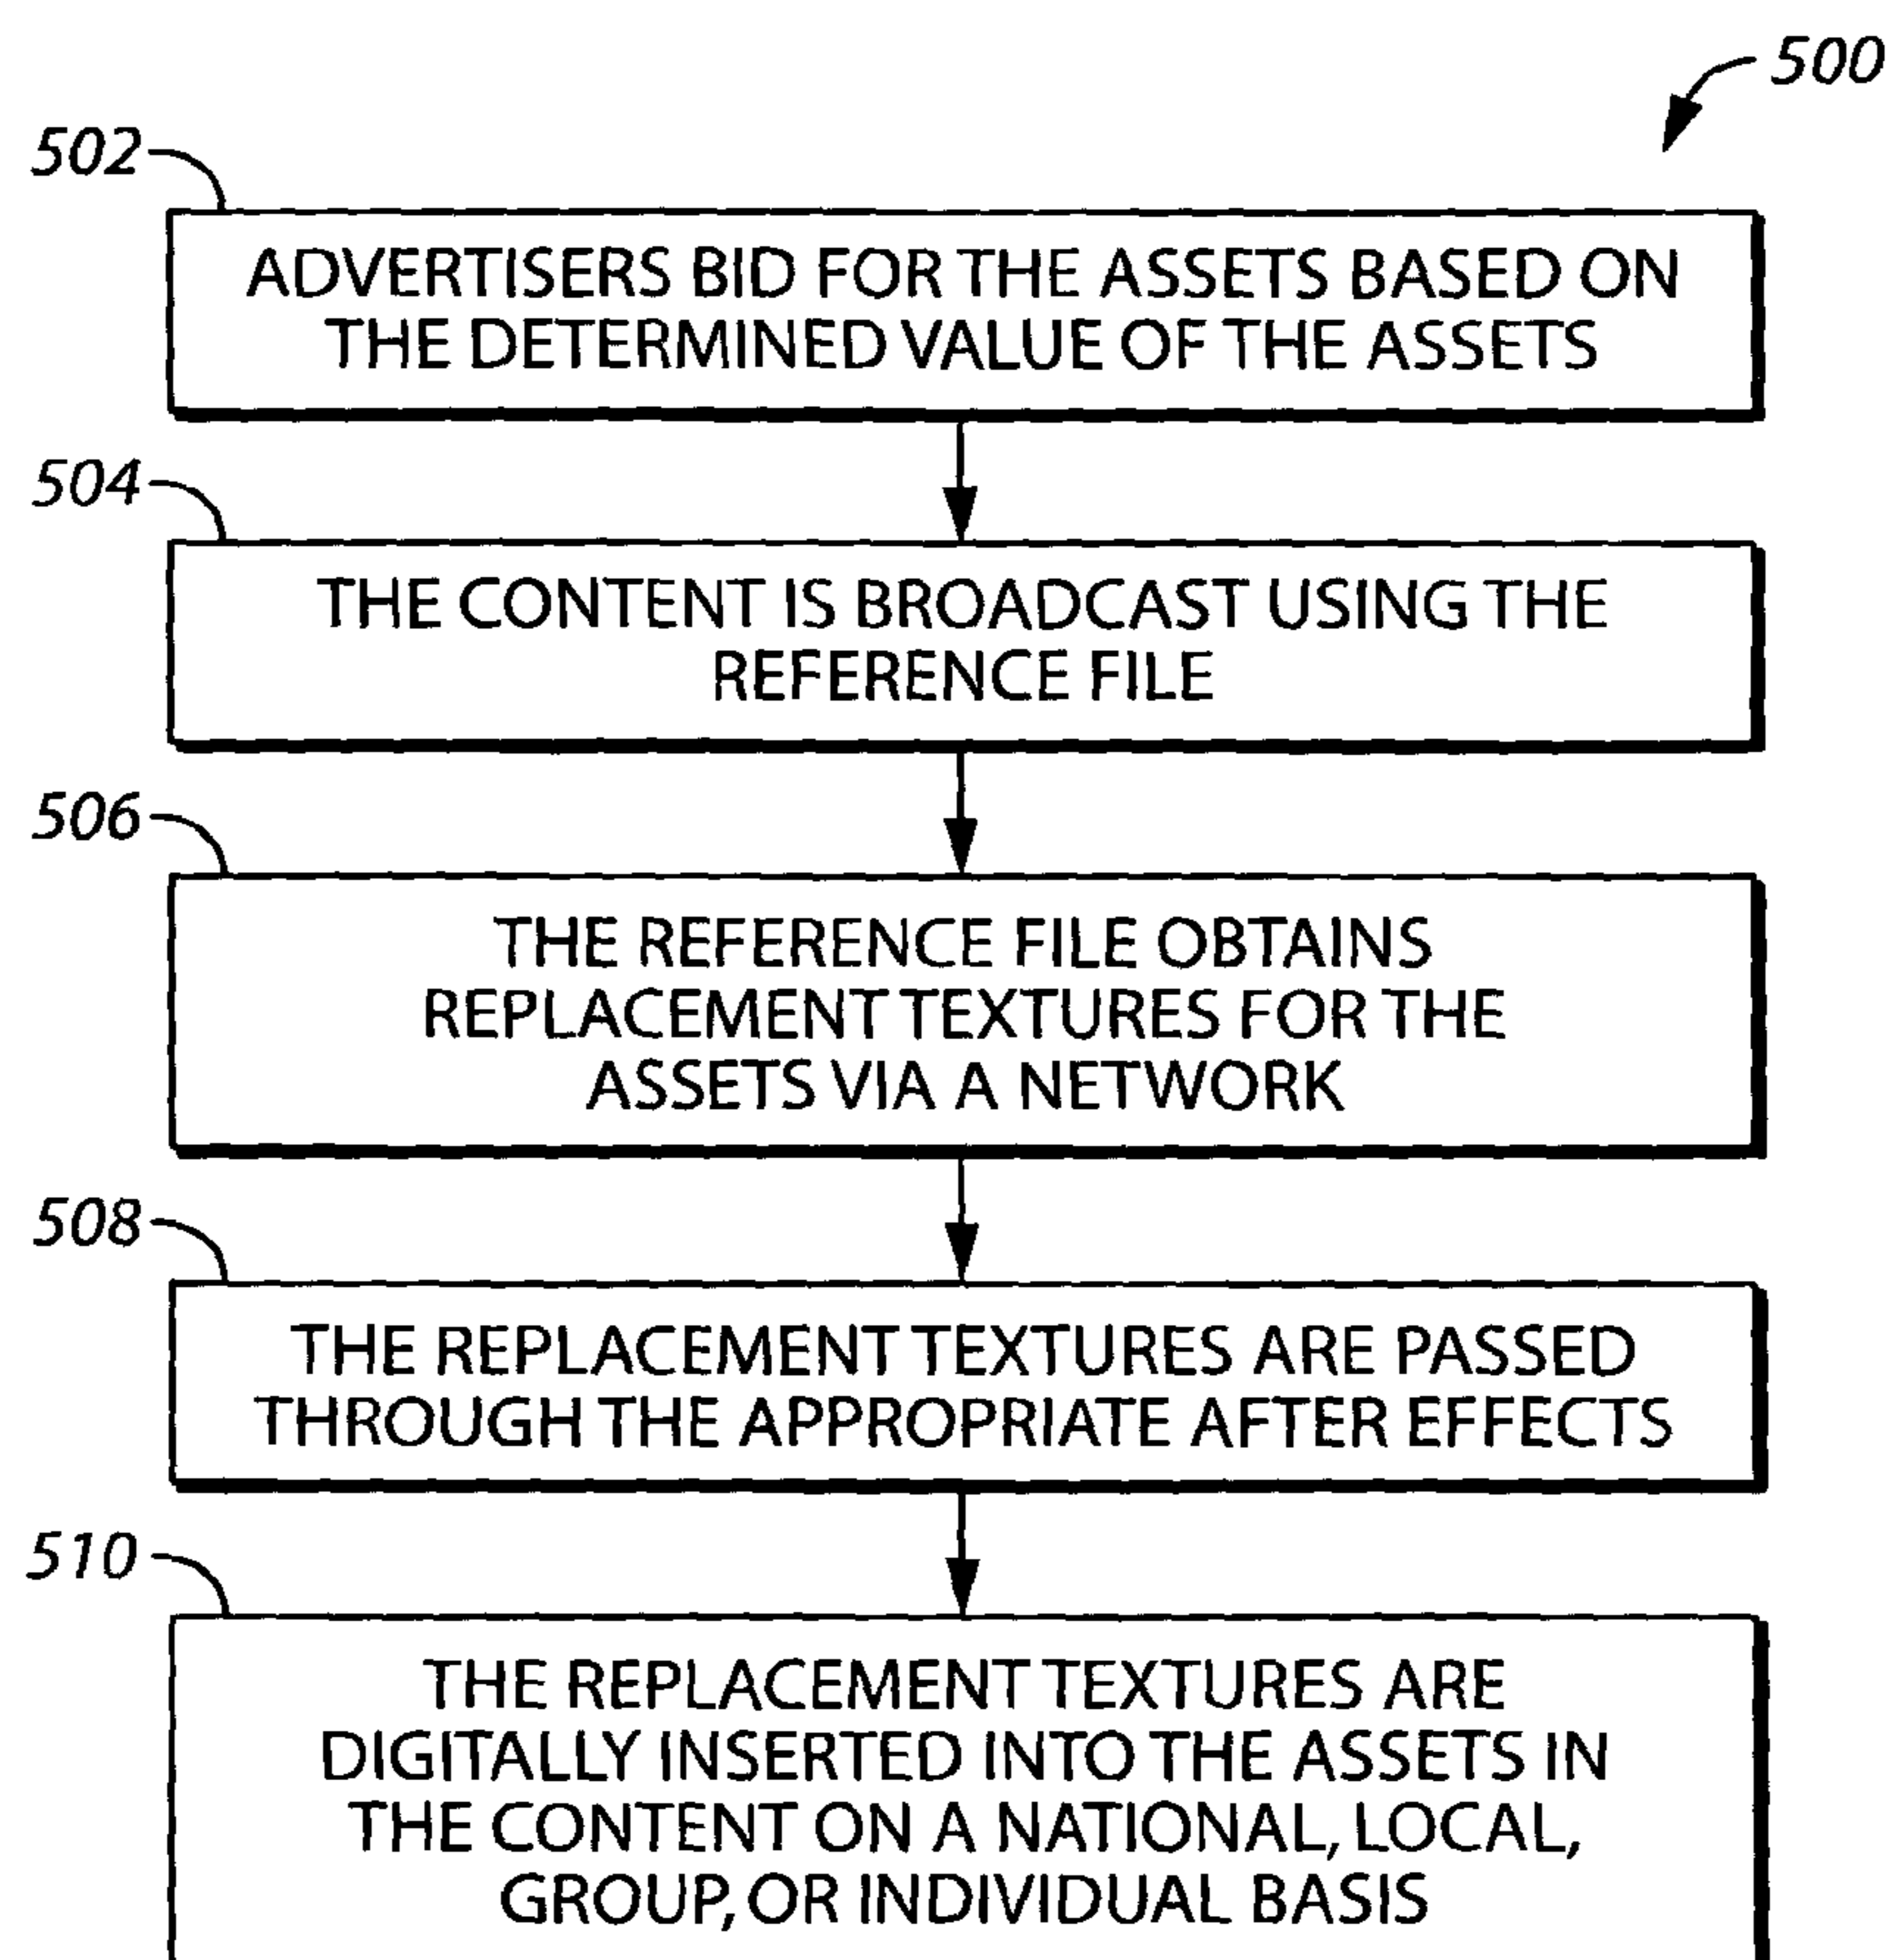 500
502
ADVERTISERS BID FOR THE ASSETS BASED ON
THE DETERMINED VALUE OF THE ASSETS
504
THE CONTENT IS BROADCAST USING THE
REFERENCE FILE
506
THE REFERENCE FILE OBTAINS
REPLACEMENT TEXTURES FOR THE
ASSETS VIA A NETWORK
508
THE REPLACEMENT TEXTURES ARE PASSED
THROUGH THE APPROPRIATE AFTER EFFECTS
510
THE REPLACEMENT TEXTURES ARE
DIGITALLY INSERTED INTO THE ASSETS IN
THE CONTENT ON A NATIONAL, LOCAL,
GROUP, OR INDIVIDUAL BASIS